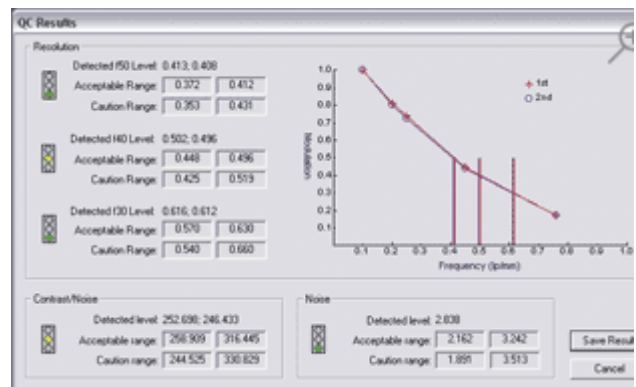 QC Results
Resolution
Detected f50 Level: 0.413; 0.408
Acceptable Range: 0.372 0.412
Caution Range: 0.353 0.431
Detected f40 Level: 0.502; 0.496
Acceptable Range: 0.448 0.496
Caution Range: 0.425 0.519
Detected f30 Level: 0.616; 0.612
Acceptable Range: 0.570 0.630
Caution Range: 0.540 0.660
1.0
0.9
0.8
0.7
0.6
0.5
0.4
0.3
0.2
0.1
Modulation
1st
2nd
0.1 0.2 0.3 0.4 0.5 0.6 0.7 0.8 0.9 1.0
Frequency (lp/mm)
Contrast/Noise
Detected level: 252.698; 246.433
Acceptable range: 258.909 316.445
Caution range: 244.525 330.829
Noise
Detected level: 2.838
Acceptable range: 2.162 3.242
Caution range: 1.891 3.513
Save Result
Cancel